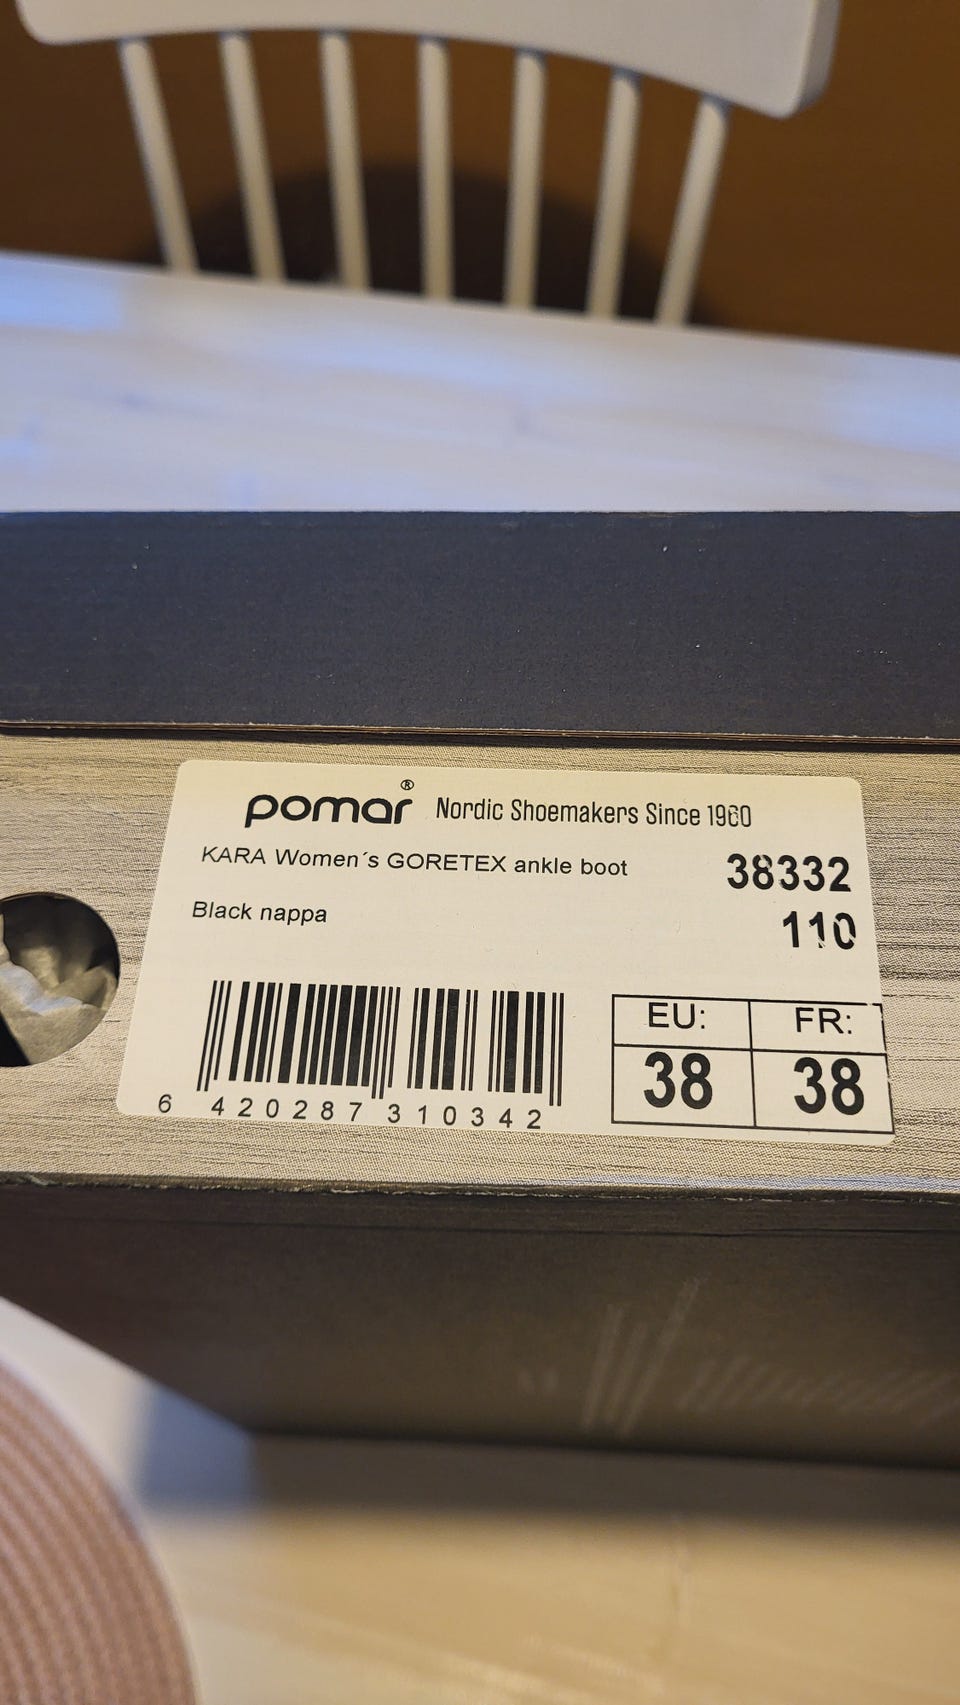 pomar® Nordic Shoemakers Since 1960
KARA Women´s GORETEX ankle boot 38332
Black nappa 110
EU: FR:
38 38
6 420287 310342